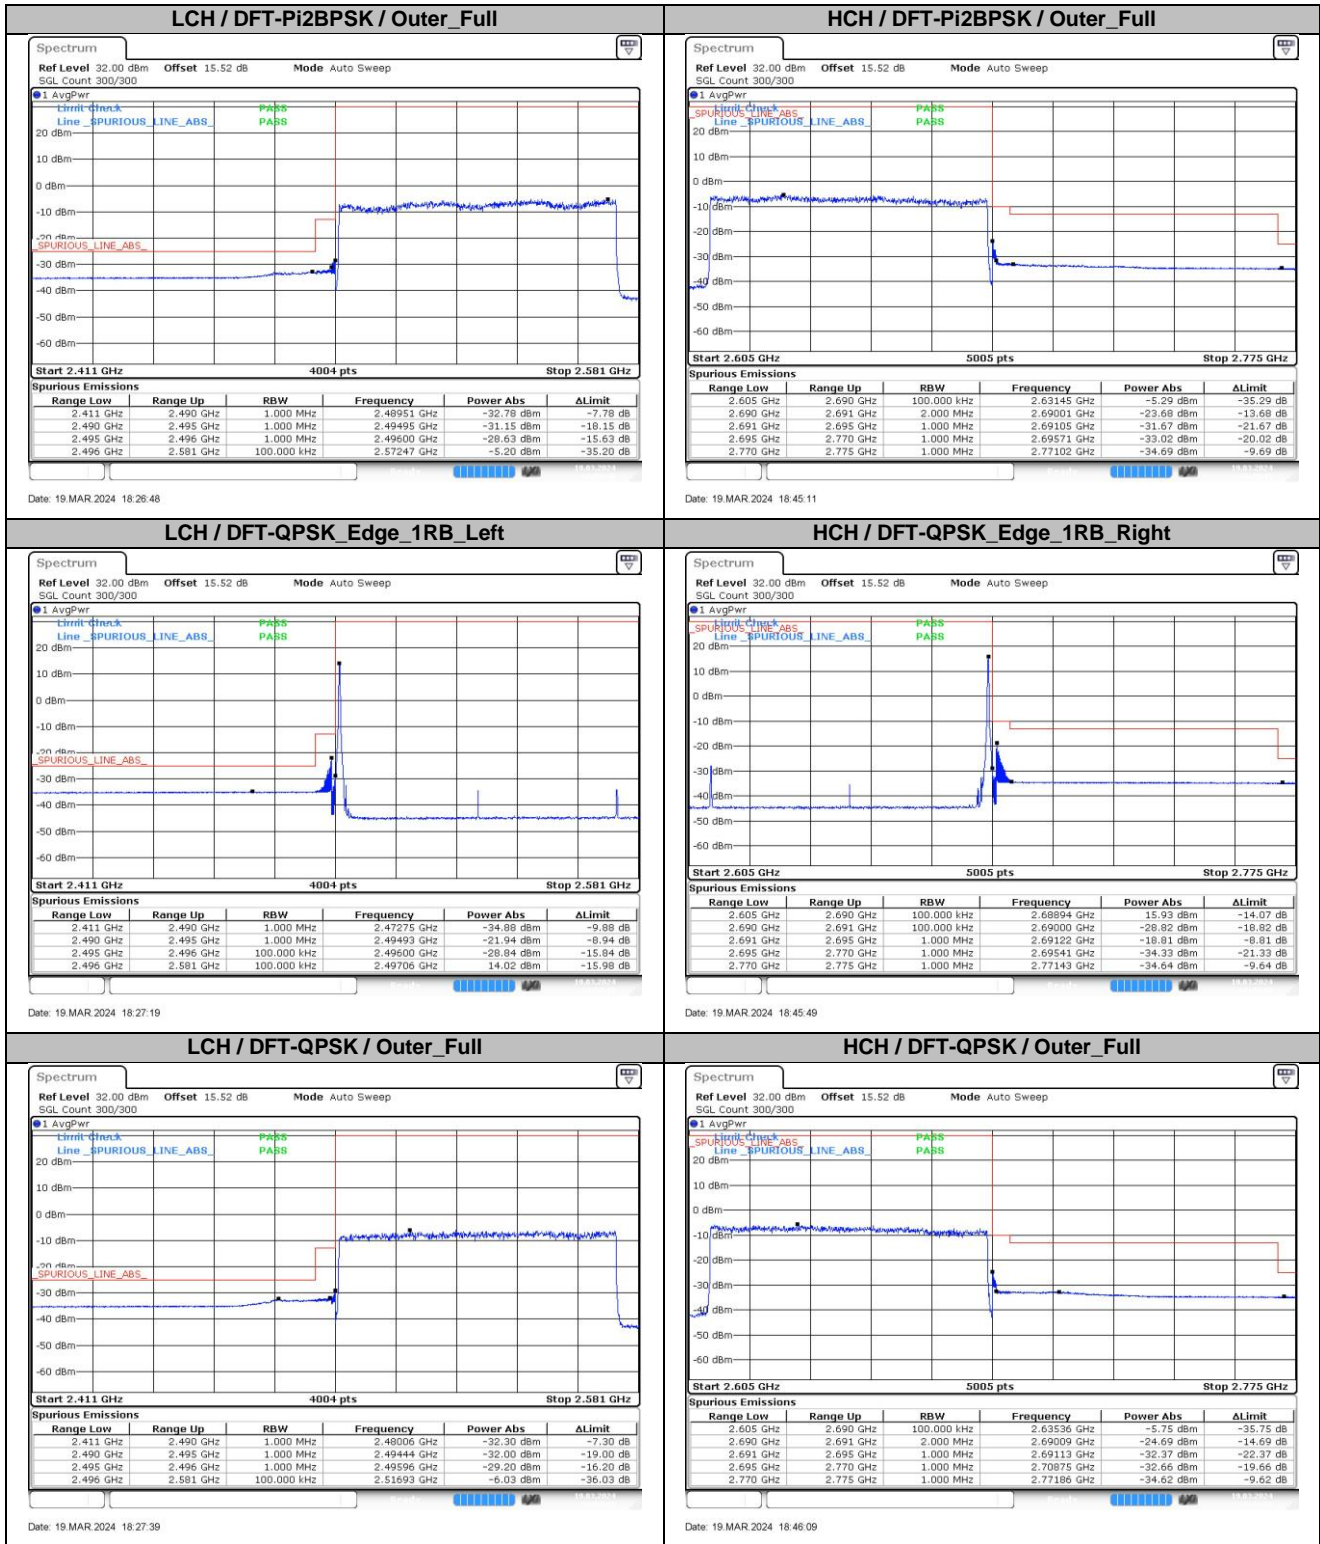 LCH / DFT-Pi2BPSK / Outer_Full
Spectrum
Ref Level 32.00 dBm Offset 15.52 dB Mode Auto Sweep
SGL Count 300/300
1 AvgPwr
Limit Check PASS
Line _SPURIOUS_LINE_ABS_ PASS
20 dBm
10 dBm
0 dBm
-10 dBm
-20 dBm
_SPURIOUS_LINE_ABS_
-30 dBm
-40 dBm
-50 dBm
-60 dBm
Start 2.411 GHz 4004 pts Stop 2.581 GHz
Spurious Emissions
Range Low Range Up RBW Frequency Power Abs ΔLimit
2.411 GHz 2.490 GHz 1.000 MHz 2.48951 GHz -32.78 dBm -7.78 dB
2.490 GHz 2.495 GHz 1.000 MHz 2.49495 GHz -31.15 dBm -18.15 dB
2.495 GHz 2.496 GHz 1.000 MHz 2.49600 GHz -28.63 dBm -15.63 dB
2.496 GHz 2.581 GHz 100.000 kHz 2.57247 GHz -5.20 dBm -35.20 dB
Date: 19.MAR.2024 18:26:48
HCH / DFT-Pi2BPSK / Outer_Full
Spectrum
Ref Level 32.00 dBm Offset 15.52 dB Mode Auto Sweep
SGL Count 300/300
1 AvgPwr
Limit Check PASS
_SPURIOUS_LINE_ABS_
Line _SPURIOUS_LINE_ABS_ PASS
20 dBm
10 dBm
0 dBm
-10 dBm
-20 dBm
-30 dBm
-40 dBm
-50 dBm
-60 dBm
Start 2.605 GHz 5005 pts Stop 2.775 GHz
Spurious Emissions
Range Low Range Up RBW Frequency Power Abs ΔLimit
2.605 GHz 2.690 GHz 100.000 kHz 2.63145 GHz -5.29 dBm -35.29 dB
2.690 GHz 2.691 GHz 2.000 MHz 2.69001 GHz -23.68 dBm -13.68 dB
2.691 GHz 2.695 GHz 1.000 MHz 2.69105 GHz -31.67 dBm -21.67 dB
2.695 GHz 2.770 GHz 1.000 MHz 2.69571 GHz -33.02 dBm -20.02 dB
2.770 GHz 2.775 GHz 1.000 MHz 2.77102 GHz -34.69 dBm -9.69 dB
Date: 19.MAR.2024 18:45:11
LCH / DFT-QPSK_Edge_1RB_Left
Spectrum
Ref Level 32.00 dBm Offset 15.52 dB Mode Auto Sweep
SGL Count 300/300
1 AvgPwr
Limit Check PASS
Line _SPURIOUS_LINE_ABS_ PASS
20 dBm
10 dBm
0 dBm
-10 dBm
-20 dBm
_SPURIOUS_LINE_ABS_
-30 dBm
-40 dBm
-50 dBm
-60 dBm
Start 2.411 GHz 4004 pts Stop 2.581 GHz
Spurious Emissions
Range Low Range Up RBW Frequency Power Abs ΔLimit
2.411 GHz 2.490 GHz 1.000 MHz 2.47275 GHz -34.88 dBm -9.88 dB
2.490 GHz 2.495 GHz 1.000 MHz 2.49493 GHz -21.94 dBm -8.94 dB
2.495 GHz 2.496 GHz 100.000 kHz 2.49600 GHz -28.84 dBm -15.84 dB
2.496 GHz 2.581 GHz 100.000 kHz 2.49706 GHz 14.02 dBm -15.98 dB
Date: 19.MAR.2024 18:27:19
HCH / DFT-QPSK_Edge_1RB_Right
Spectrum
Ref Level 32.00 dBm Offset 15.52 dB Mode Auto Sweep
SGL Count 300/300
1 AvgPwr
Limit Check PASS
_SPURIOUS_LINE_ABS_
Line _SPURIOUS_LINE_ABS_ PASS
20 dBm
10 dBm
0 dBm
-10 dBm
-20 dBm
-30 dBm
-40 dBm
-50 dBm
-60 dBm
Start 2.605 GHz 5005 pts Stop 2.775 GHz
Spurious Emissions
Range Low Range Up RBW Frequency Power Abs ΔLimit
2.605 GHz 2.690 GHz 100.000 kHz 2.68894 GHz 15.93 dBm -14.07 dB
2.690 GHz 2.691 GHz 100.000 kHz 2.69000 GHz -28.82 dBm -18.82 dB
2.691 GHz 2.695 GHz 1.000 MHz 2.69122 GHz -18.81 dBm -8.81 dB
2.695 GHz 2.770 GHz 1.000 MHz 2.69541 GHz -34.33 dBm -21.33 dB
2.770 GHz 2.775 GHz 1.000 MHz 2.77143 GHz -34.64 dBm -9.64 dB
Date: 19.MAR.2024 18:45:49
LCH / DFT-QPSK / Outer_Full
Spectrum
Ref Level 32.00 dBm Offset 15.52 dB Mode Auto Sweep
SGL Count 300/300
1 AvgPwr
Limit Check PASS
Line _SPURIOUS_LINE_ABS_ PASS
20 dBm
10 dBm
0 dBm
-10 dBm
-20 dBm
_SPURIOUS_LINE_ABS_
-30 dBm
-40 dBm
-50 dBm
-60 dBm
Start 2.411 GHz 4004 pts Stop 2.581 GHz
Spurious Emissions
Range Low Range Up RBW Frequency Power Abs ΔLimit
2.411 GHz 2.490 GHz 1.000 MHz 2.48006 GHz -32.30 dBm -7.30 dB
2.490 GHz 2.495 GHz 1.000 MHz 2.49444 GHz -32.00 dBm -19.00 dB
2.495 GHz 2.496 GHz 1.000 MHz 2.49596 GHz -29.20 dBm -16.20 dB
2.496 GHz 2.581 GHz 100.000 kHz 2.51693 GHz -6.03 dBm -36.03 dB
Date: 19.MAR.2024 18:27:39
HCH / DFT-QPSK / Outer_Full
Spectrum
Ref Level 32.00 dBm Offset 15.52 dB Mode Auto Sweep
SGL Count 300/300
1 AvgPwr
Limit Check PASS
_SPURIOUS_LINE_ABS_
Line _SPURIOUS_LINE_ABS_ PASS
20 dBm
10 dBm
0 dBm
-10 dBm
-20 dBm
-30 dBm
-40 dBm
-50 dBm
-60 dBm
Start 2.605 GHz 5005 pts Stop 2.775 GHz
Spurious Emissions
Range Low Range Up RBW Frequency Power Abs ΔLimit
2.605 GHz 2.690 GHz 100.000 kHz 2.63536 GHz -5.75 dBm -35.75 dB
2.690 GHz 2.691 GHz 2.000 MHz 2.69009 GHz -24.69 dBm -14.69 dB
2.691 GHz 2.695 GHz 1.000 MHz 2.69113 GHz -32.37 dBm -22.37 dB
2.695 GHz 2.770 GHz 1.000 MHz 2.70875 GHz -32.66 dBm -19.66 dB
2.770 GHz 2.775 GHz 1.000 MHz 2.77186 GHz -34.62 dBm -9.62 dB
Date: 19.MAR.2024 18:46:09